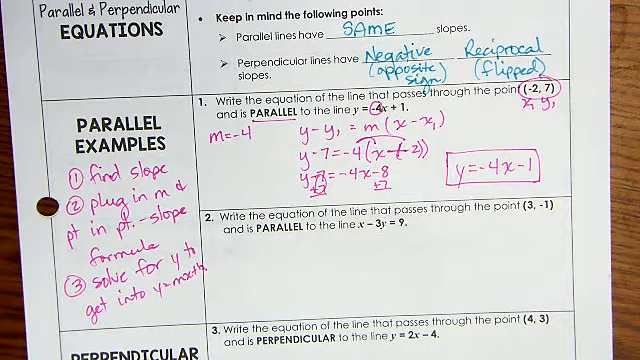 Parallel & Perpendicular
EQUATIONS
• Keep in mind the following points:
➢ Parallel lines have SAME slopes.
➢ Perpendicular lines have Negative Reciprocal
(opposite sign) (flipped)
slopes.
PARALLEL
EXAMPLES
① find slope
② plug in m &
pt in pt.-slope
formula
③ solve for y to
get into y=mx+b.
1. Write the equation of the line that passes through the point (-2, 7)
and is PARALLEL to the line y = -4x + 1.
x₁ y₁
m=-4
y-y₁ = m(x-x₁)
y-7=-4(x--2)
y-7=-4x-8
+7 +7
y=-4x-1
2. Write the equation of the line that passes through the point (3, -1)
and is PARALLEL to the line x – 3y = 9.
PERPENDICULAR
3. Write the equation of the line that passes through the point (4, 3)
and is PERPENDICULAR to the line y = 2x – 4.